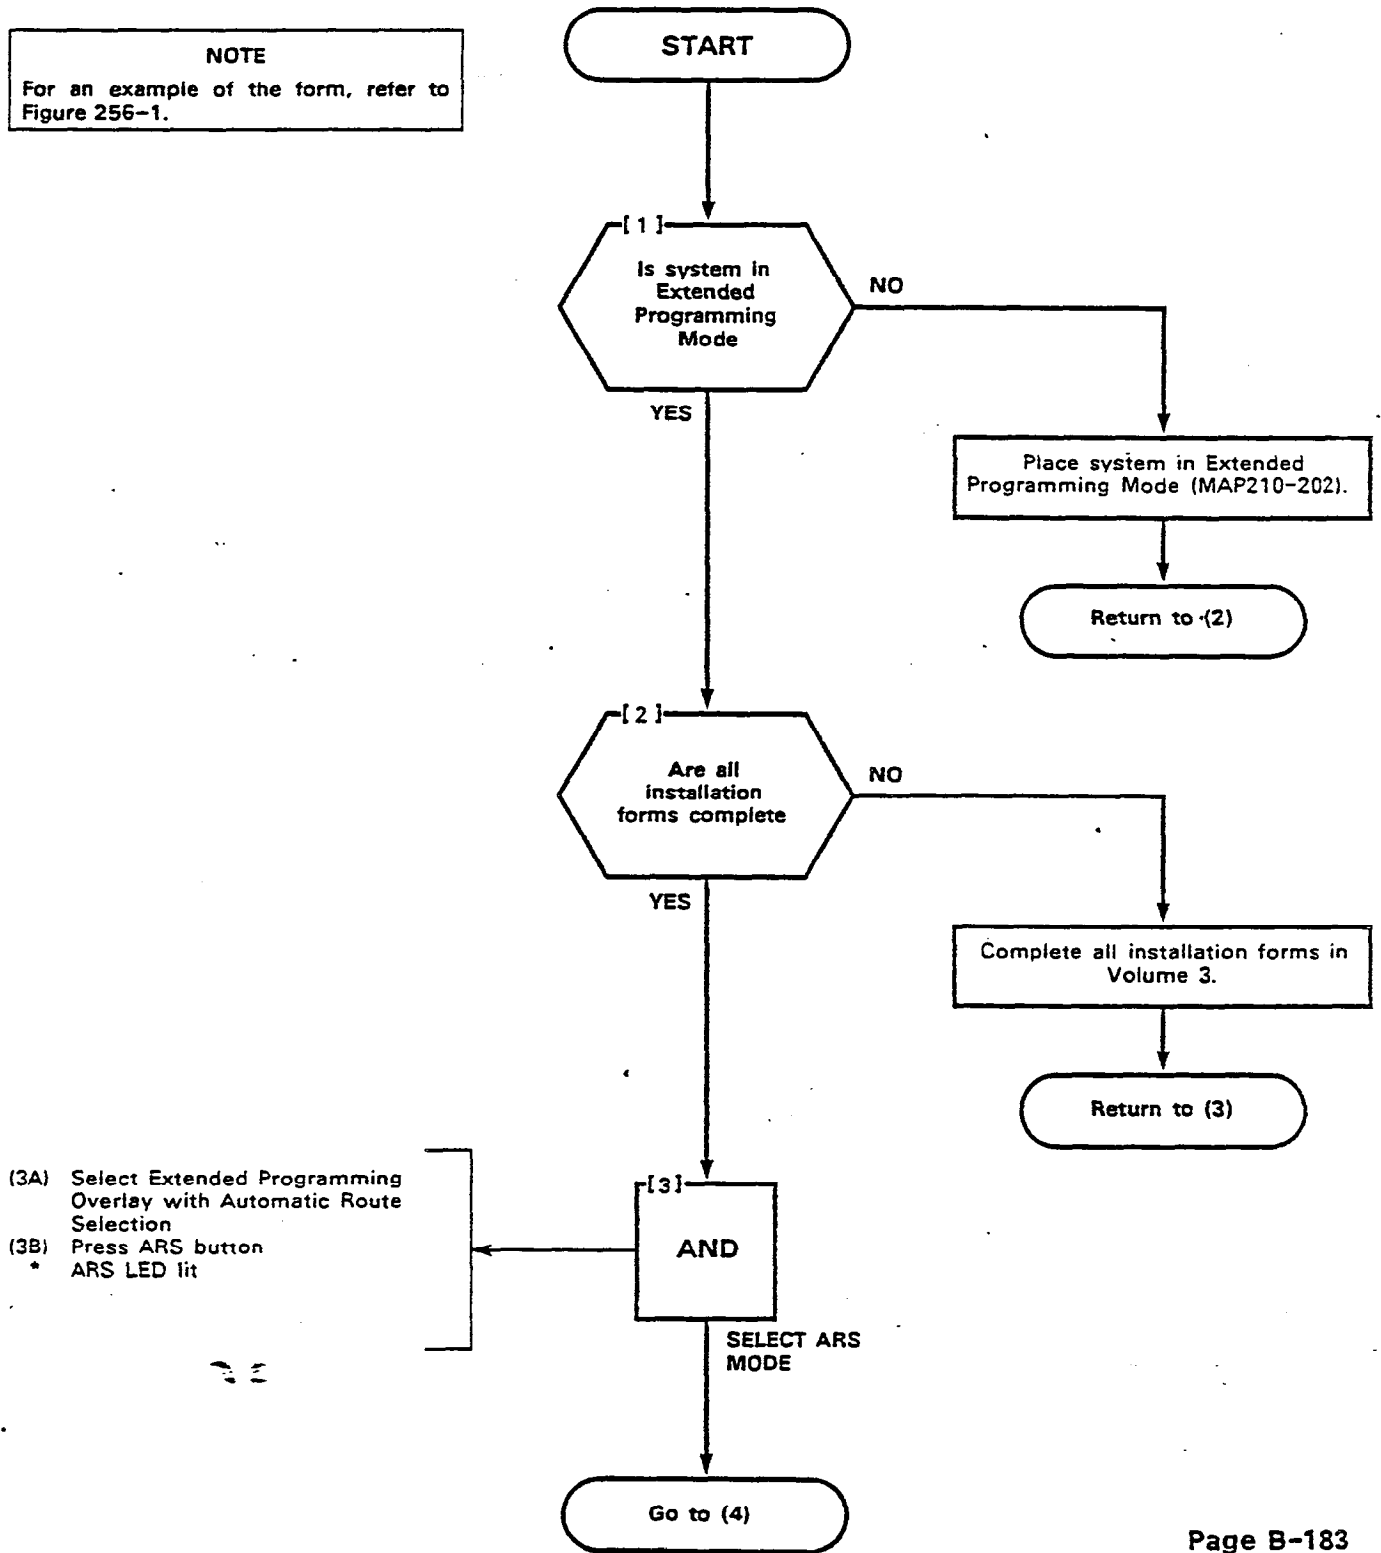 START
NOTE
For an example of the form, refer to
Figure 256-1.
[1]
Is system in
Extended
Programming
Mode
NO
YES
Place system in Extended
Programming Mode (MAP210-202).
Return to (2)
[2]
Are all
installation
forms complete
NO
YES
Complete all installation forms in
Volume 3.
Return to (3)
(3A) Select Extended Programming
Overlay with Automatic Route
Selection
(3B) Press ARS button
* ARS LED lit
[3]
AND
SELECT ARS
MODE
Go to (4)
Page B-183